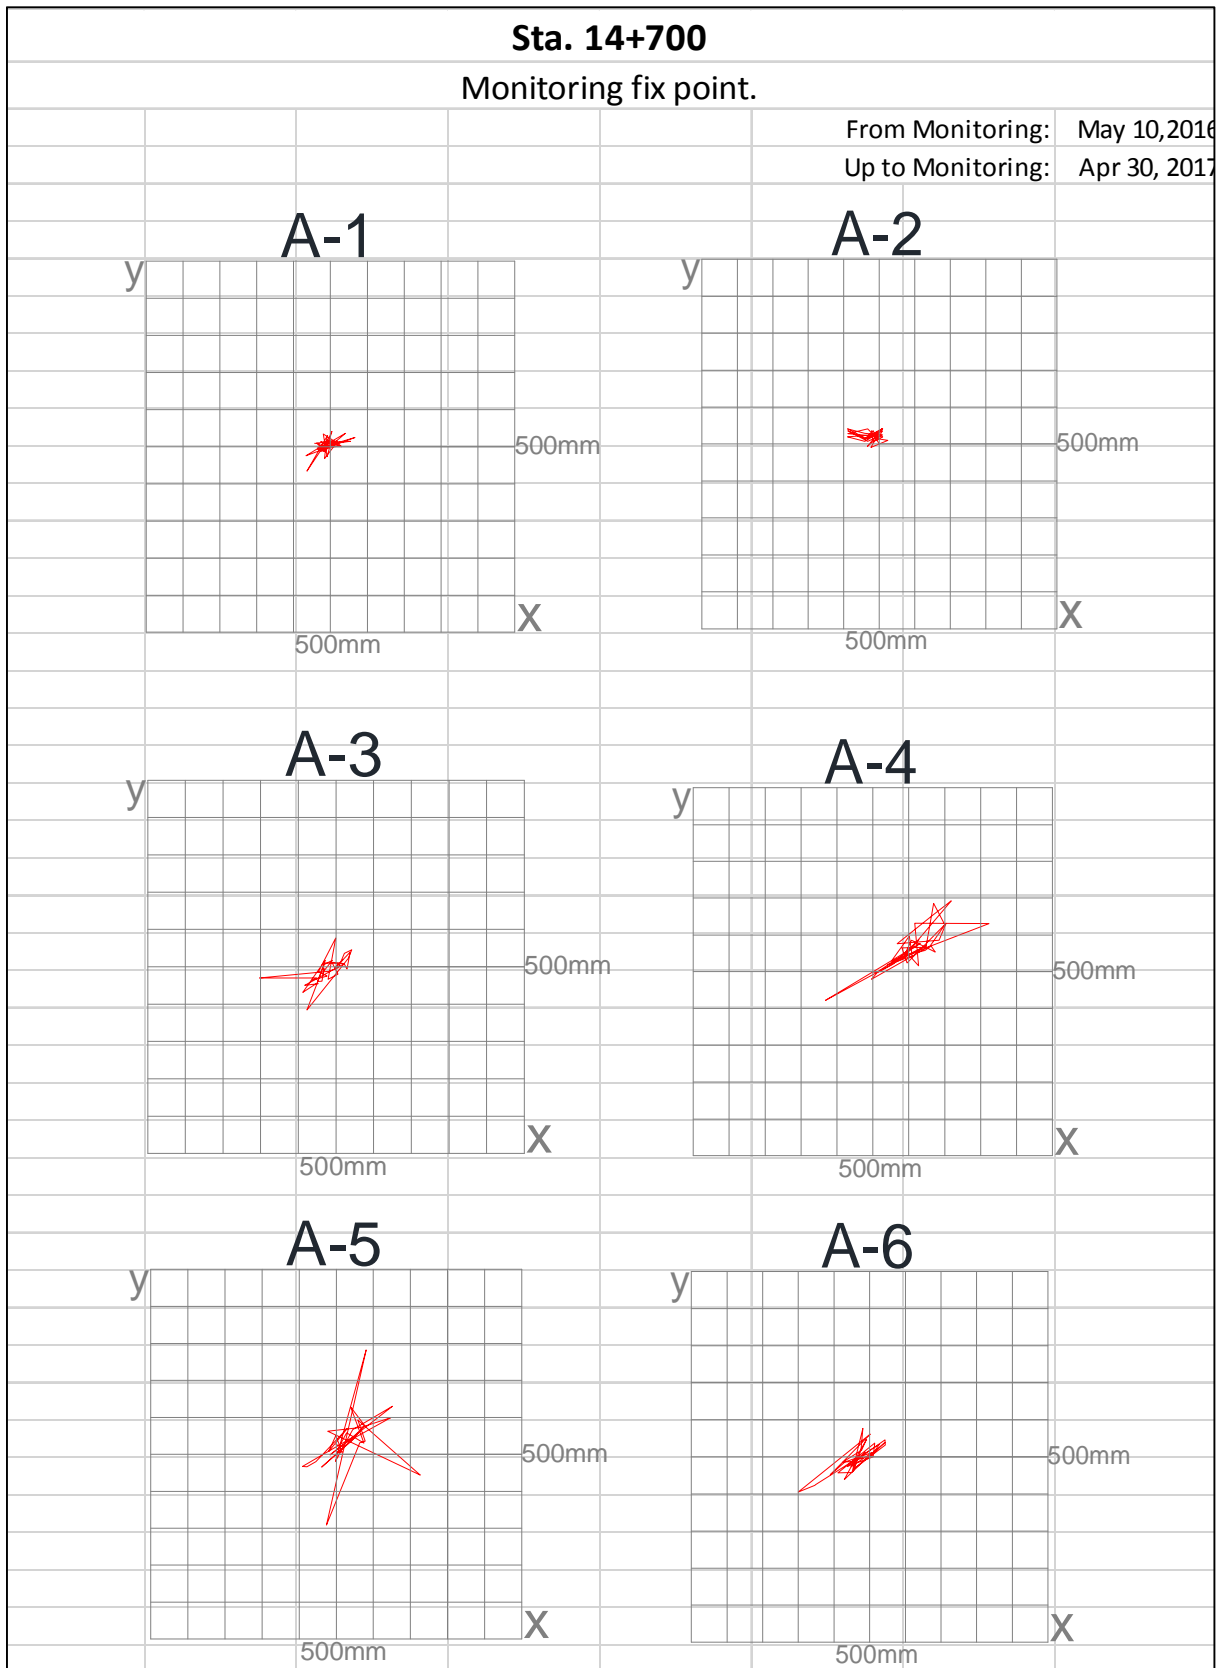 Sta. 14+700
Monitoring fix point.
From Monitoring: May 10,2016
Up to Monitoring: Apr 30, 2017
A-1 A-2
y y
500mm 500mm
X X
500mm 500mm
A-3 A-4
y y
500mm 500mm
X X
500mm 500mm
A-5 A-6
y y
500mm 500mm
X X
500mm 500mm